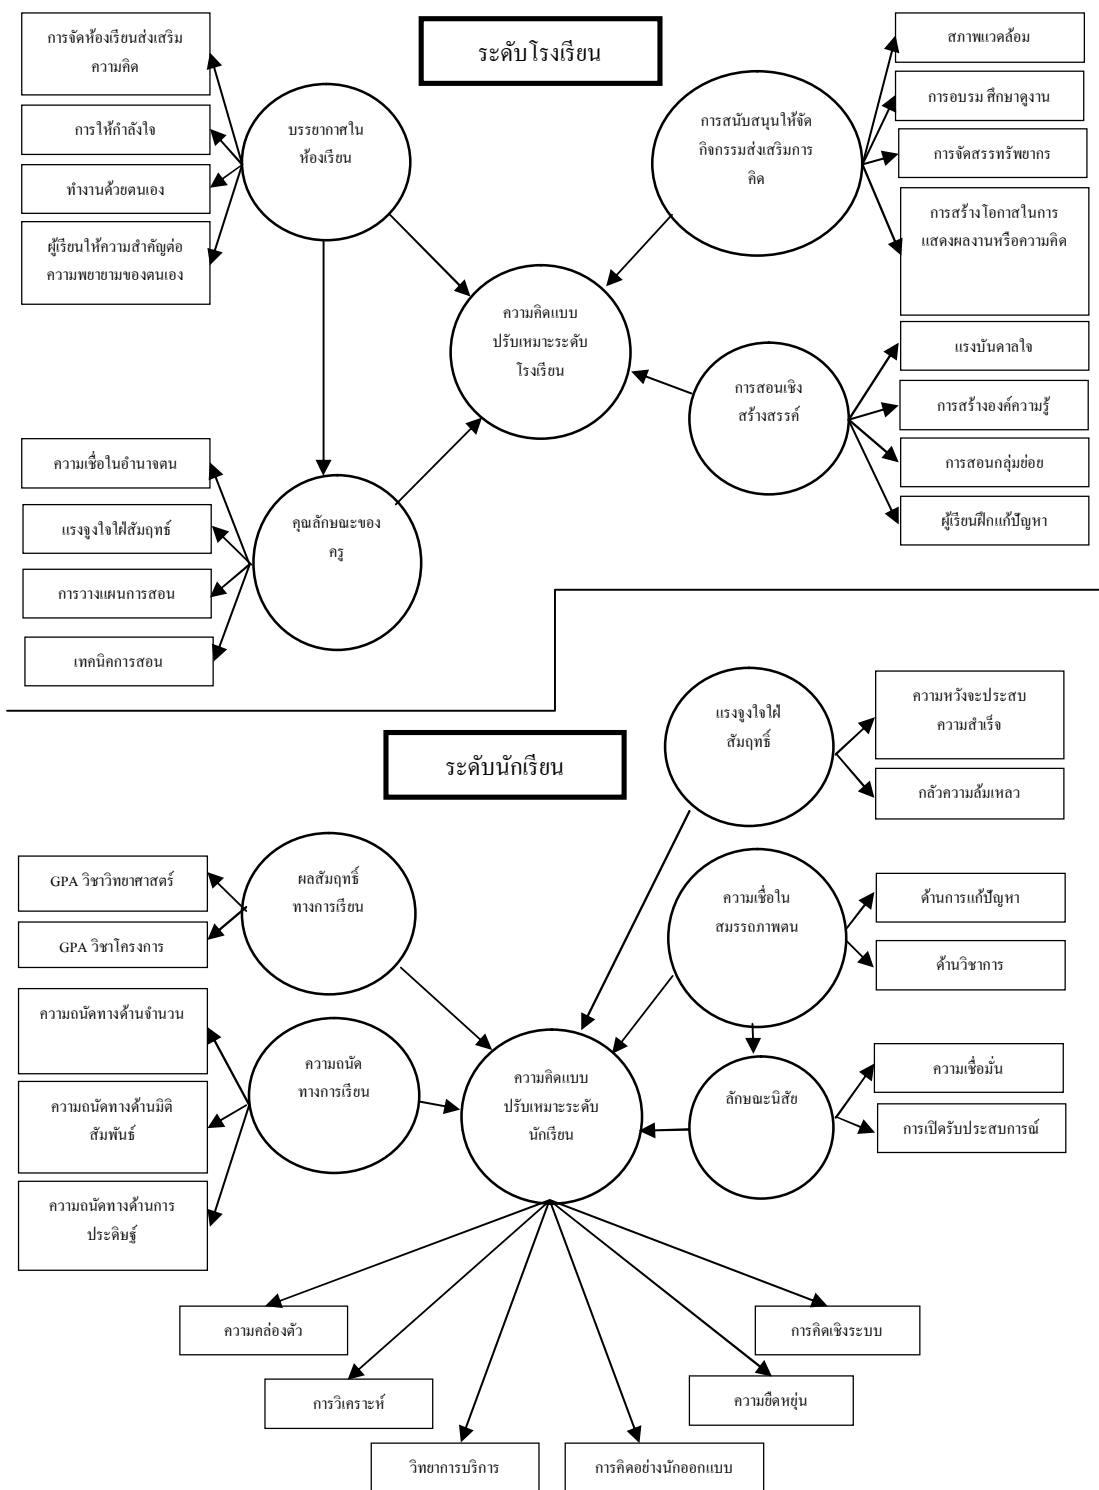 ระดับโรงเรียน
การจัดห้องเรียนส่งเสริม
ความคิด
การให้กำลังใจ
ทำงานด้วยตนเอง
ผู้เรียนให้ความสำคัญต่อ
ความพยายามของตนเอง
บรรยากาศใน
ห้องเรียน
การสนับสนุนให้จัด
กิจกรรมส่งเสริมการ
คิด
สภาพแวดล้อม
การอบรม ศึกษาดูงาน
การจัดสรรทรัพยากร
การสร้างโอกาสในการ
แสดงผลงานหรือความคิด
ความคิดแบบ
ปรับเหมาะระดับ
โรงเรียน
การสอนเชิง
สร้างสรรค์
แรงบันดาลใจ
การสร้างองค์ความรู้
การสอนกลุ่มย่อย
ผู้เรียนฝึกแก้ปัญหา
ความเชื่อในอำนาจตน
แรงจูงใจใฝ่สัมฤทธ์
การวางแผนการสอน
เทคนิคการสอน
คุณลักษณะของ
ครู
ระดับนักเรียน
แรงจูงใจใฝ่
สัมฤทธิ์
ความหวังจะประสบ
ความสำเร็จ
กลัวความล้มเหลว
GPA วิชาวิทยาศาสตร์
GPA วิชาโครงการ
ผลสัมฤทธิ์
ทางการเรียน
ความเชื่อใน
สมรรถภาพตน
ด้านการแก้ปัญหา
ด้านวิชาการ
ความถนัดทางด้านจำนวน
ความถนัดทางด้านมิติ
สัมพันธ์
ความถนัดทางด้านการ
ประดิษฐ์
ความถนัด
ทางการเรียน
ความคิดแบบ
ปรับเหมาะระดับ
นักเรียน
ลักษณะนิสัย
ความเชื่อมั่น
การเปิดรับประสบการณ์
ความคล่องตัว
การวิเคราะห์
วิทยาการบริการ
การคิดอย่างนักออกแบบ
ความยืดหยุ่น
การคิดเชิงระบบ